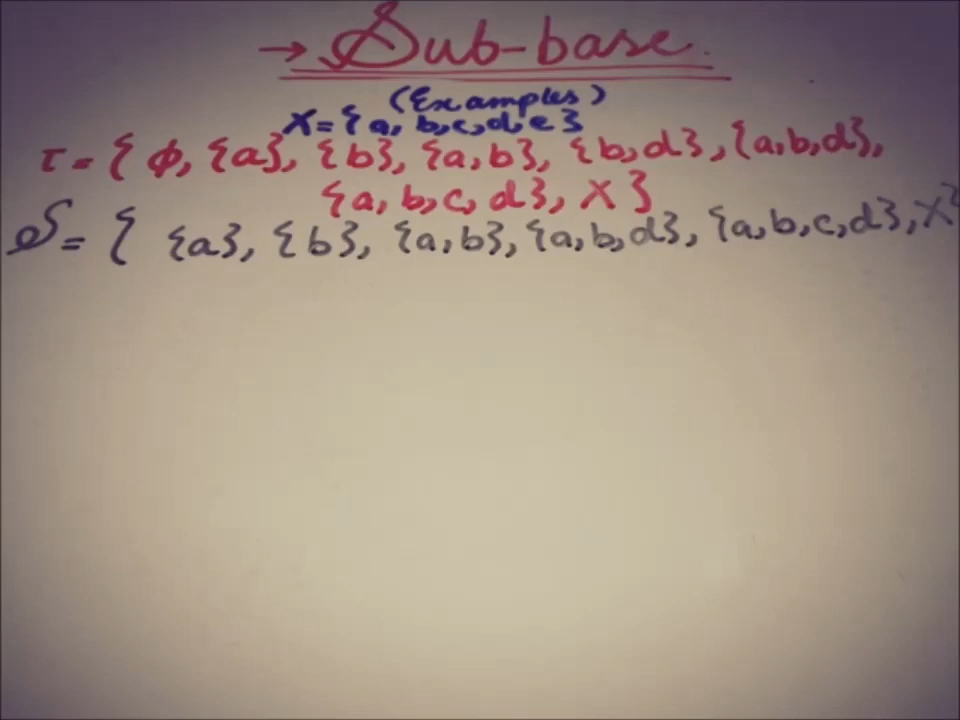 → Sub-base.
(Examples)
X = {a, b, c, d, e}
τ = { φ, {a}, {b}, {a, b}, {b, d}, {a, b, d},
{a, b, c, d}, X }
S = { {a}, {b}, {a, b}, {a, b, d}, {a, b, c, d}, X}